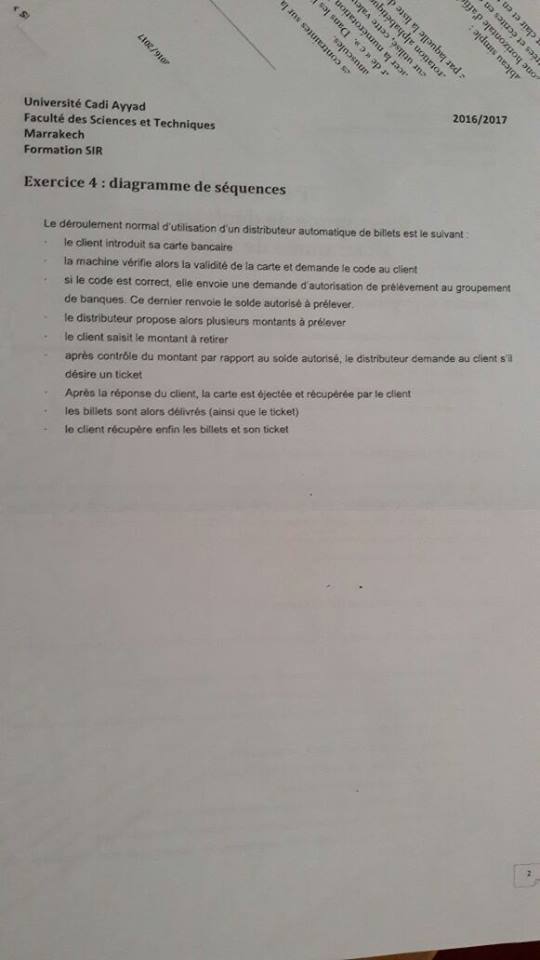 2016/2017
Université Cadi Ayyad
Faculté des Sciences et Techniques
Marrakech
Formation SIR
2016/2017
Exercice 4 : diagramme de séquences
Le déroulement normal d'utilisation d'un distributeur automatique de billets est le suivant :
· le client introduit sa carte bancaire
· la machine vérifie alors la validité de la carte et demande le code au client
· si le code est correct, elle envoie une demande d'autorisation de prélèvement au groupement
de banques. Ce dernier renvoie le solde autorisé à prélever.
· le distributeur propose alors plusieurs montants à prélever
· le client saisit le montant à retirer
· après contrôle du montant par rapport au solde autorisé, le distributeur demande au client s'il
désire un ticket
· Après la réponse du client, la carte est éjectée et récupérée par le client
· les billets sont alors délivrés (ainsi que le ticket)
· le client récupère enfin les billets et son ticket
2